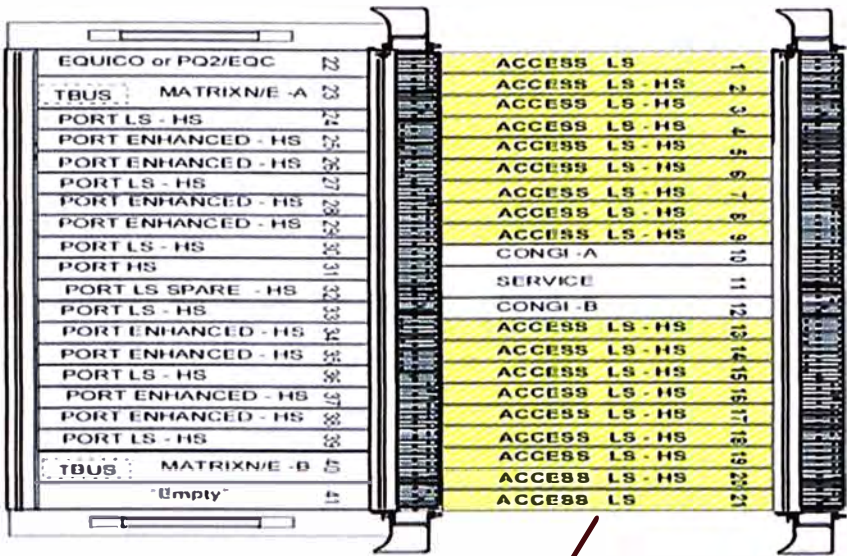 EQUICO or PQ2/EQC 22
TBUS MATRIXN/E -A 23
PORT LS - HS 24
PORT ENHANCED - HS 25
PORT ENHANCED - HS 26
PORT LS - HS 27
PORT ENHANCED - HS 28
PORT ENHANCED - HS 29
PORT LS - HS 30
PORT HS 31
PORT LS SPARE - HS 32
PORT LS - HS 33
PORT ENHANCED - HS 34
PORT ENHANCED - HS 35
PORT LS - HS 36
PORT ENHANCED - HS 37
PORT ENHANCED - HS 38
PORT LS - HS 39
TBUS MATRIXN/E -B 40
"Empty" 41
ACCESS LS 1
ACCESS LS - HS 2
ACCESS LS - HS 3
ACCESS LS - HS 4
ACCESS LS - HS 5
ACCESS LS - HS 6
ACCESS LS - HS 7
ACCESS LS - HS 8
ACCESS LS - HS 9
CONGI -A 10
SERVICE 11
CONGI -B 12
ACCESS LS - HS 13
ACCESS LS - HS 14
ACCESS LS - HS 15
ACCESS LS - HS 16
ACCESS LS - HS 17
ACCESS LS - HS 18
ACCESS LS - HS 19
ACCESS LS - HS 20
ACCESS LS 21